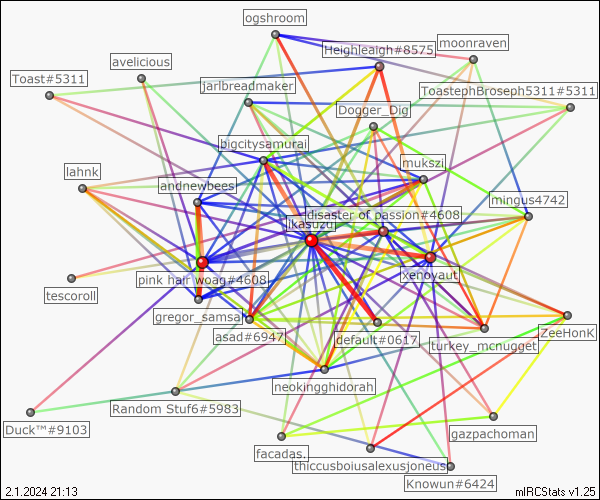 ogshroom
Heighleaigh#8575
moonraven
avelicious
Toast#5311
jarlbreadmaker
ToastephBroseph5311#5311
Dogger_Dig
bigcitysamurai
mukszi
lahnk
andnewbees
mingus4742
disaster of passion#4608
ikasuzu
xenovaut
pink hair woag#4608
tescoroll
gregor_samsa
asad#6947
default#0617
turkey_mcnugget
ZeeHonK
neokingghidorah
Random Stuf6#5983
Duck™#9103
gazpachoman
facadas.
thiccusboiusalexusjoneus
Knowun#6424
2.1.2024 21:13
mIRCStats v1.25